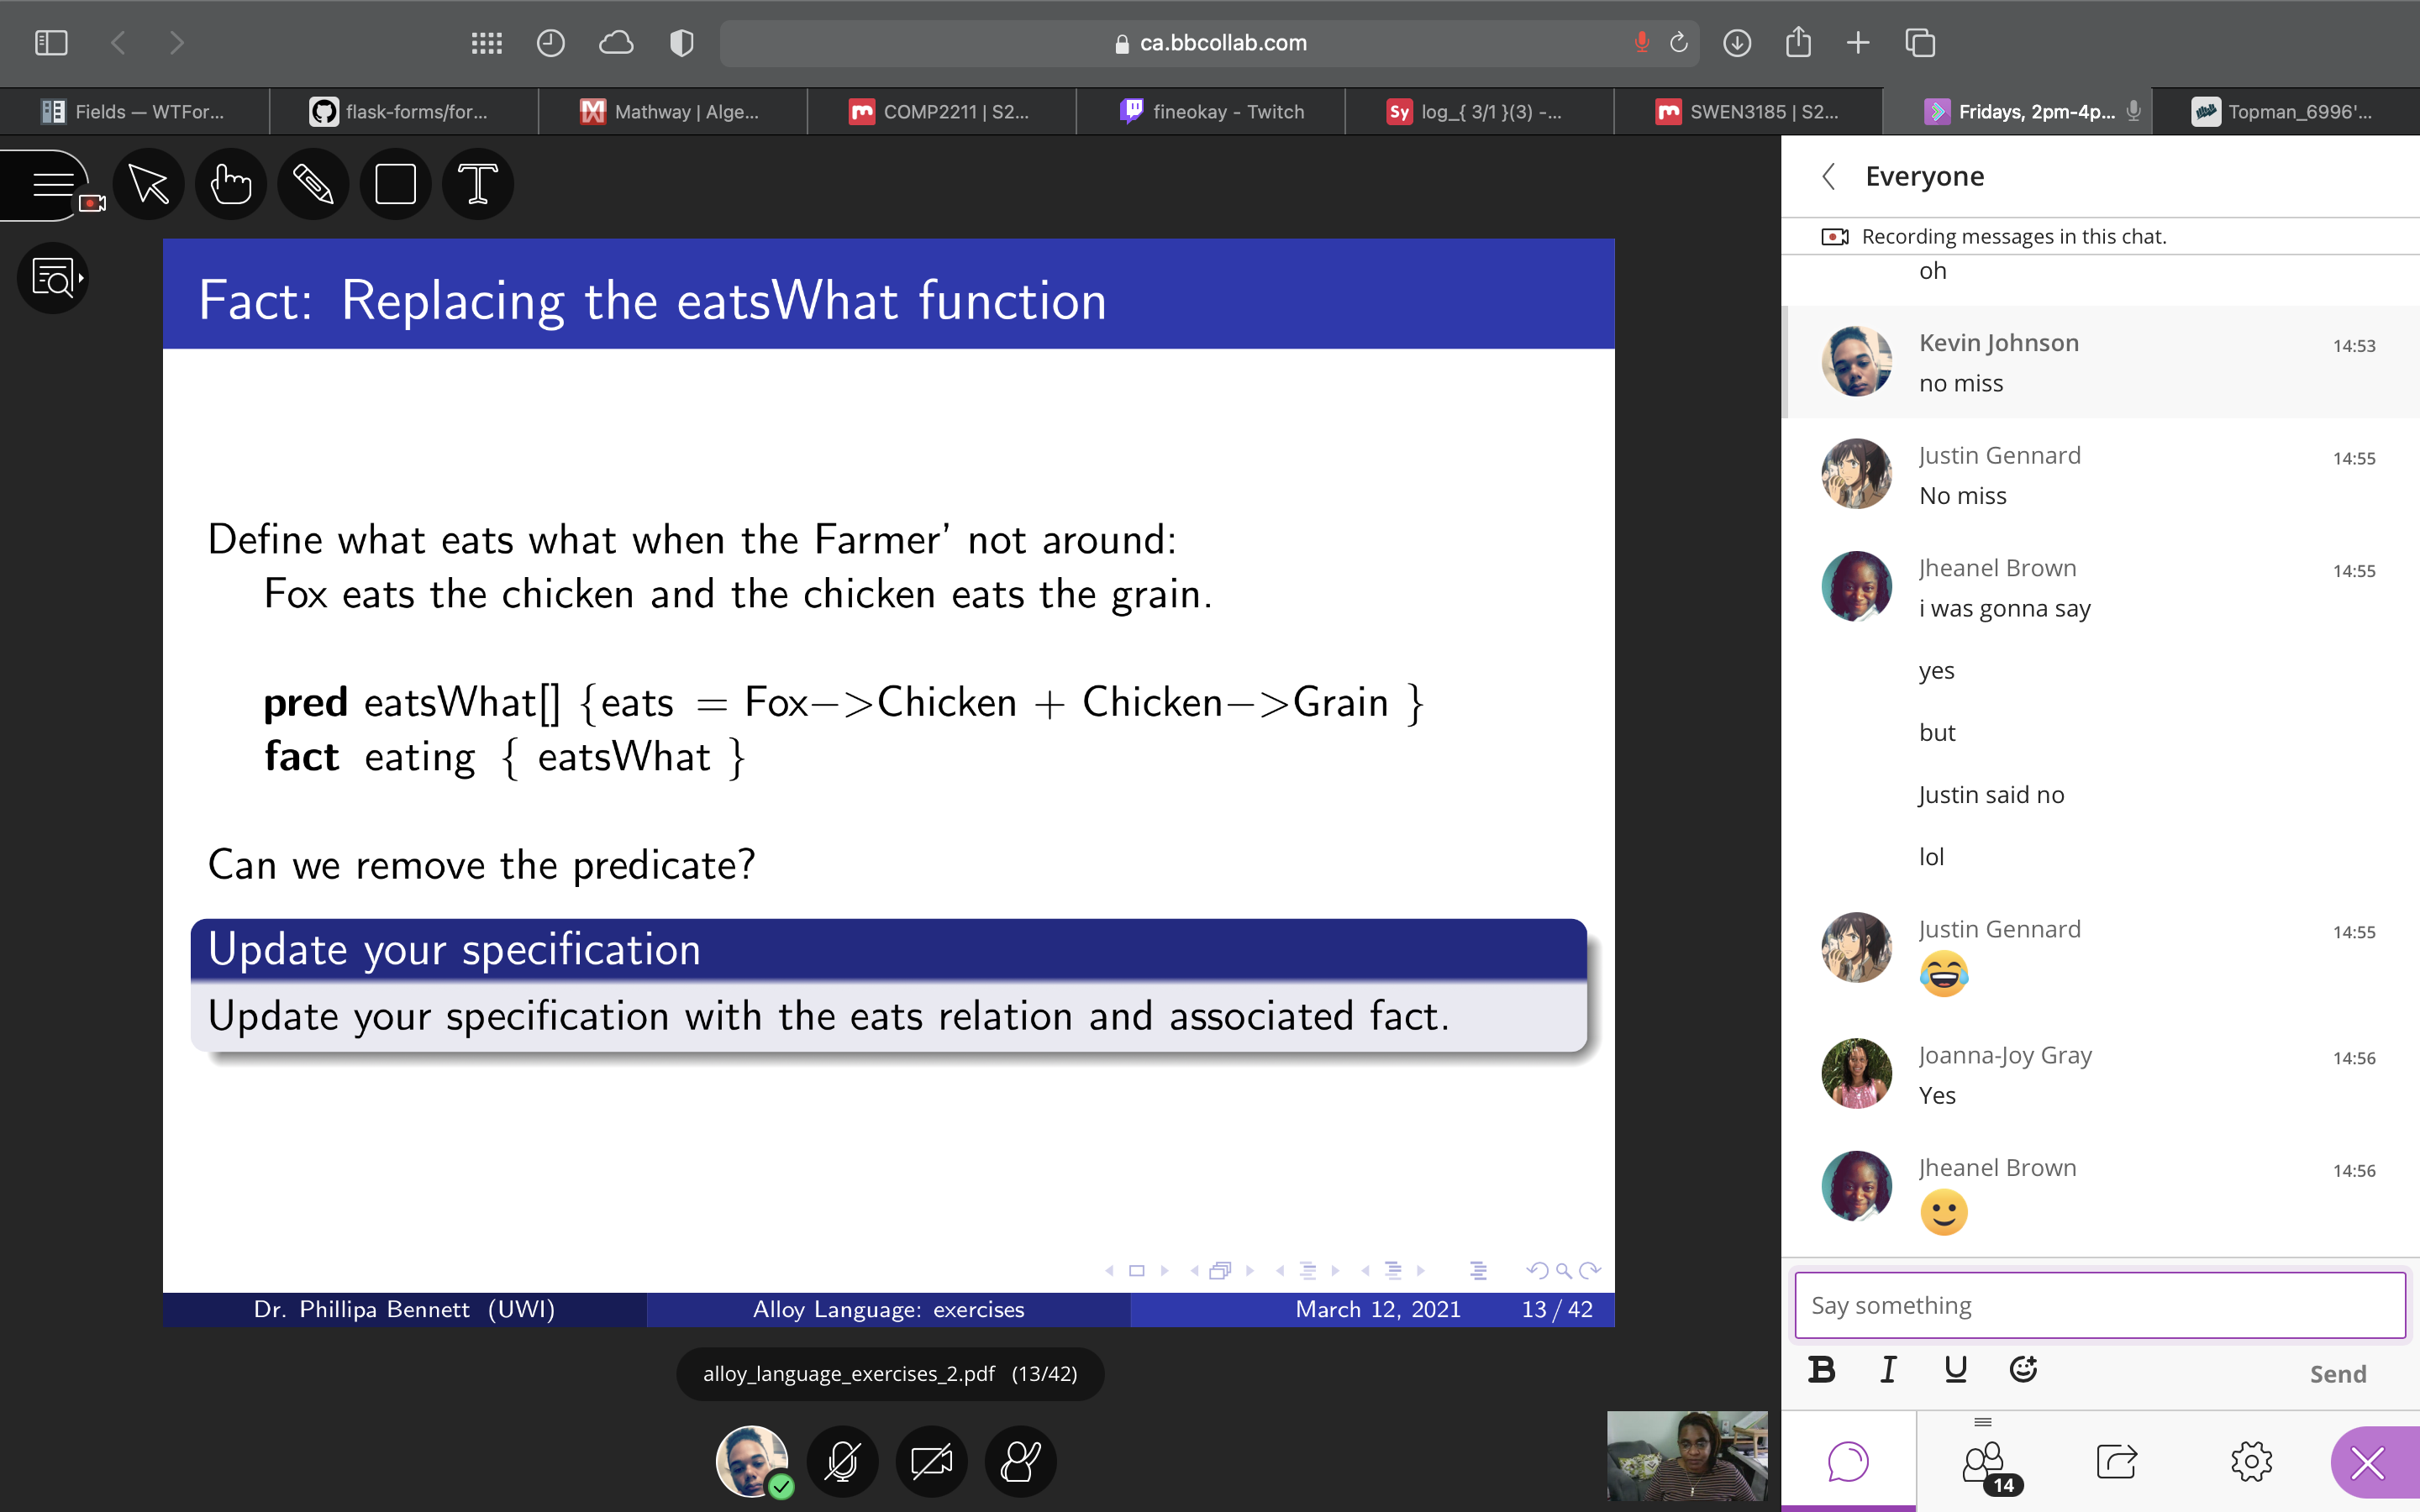 ca.bbcollab.com
Fields — WTFor...
flask-forms/for...
Mathway | Alge...
COMP2211 | S2...
fineokay - Twitch
Sy log_{ 3/1 }(3) -...
SWEN3185 | S2...
Fridays, 2pm-4p...
Topman_6996'...
Fact: Replacing the eatsWhat function
Define what eats what when the Farmer’ not around:
Fox eats the chicken and the chicken eats the grain.
pred eatsWhat[] {eats = Fox−>Chicken + Chicken−>Grain }
fact eating { eatsWhat }
Can we remove the predicate?
Update your specification
Update your specification with the eats relation and associated fact.
Dr. Phillipa Bennett (UWI) Alloy Language: exercises March 12, 2021 13 / 42
alloy_language_exercises_2.pdf (13/42)
Everyone
Recording messages in this chat.
oh
Kevin Johnson 14:53
no miss
Justin Gennard 14:55
No miss
Jheanel Brown 14:55
i was gonna say
yes
but
Justin said no
lol
Justin Gennard 14:55
😂
Joanna-Joy Gray 14:56
Yes
Jheanel Brown 14:56
🙂
Say something
B I U Send
14